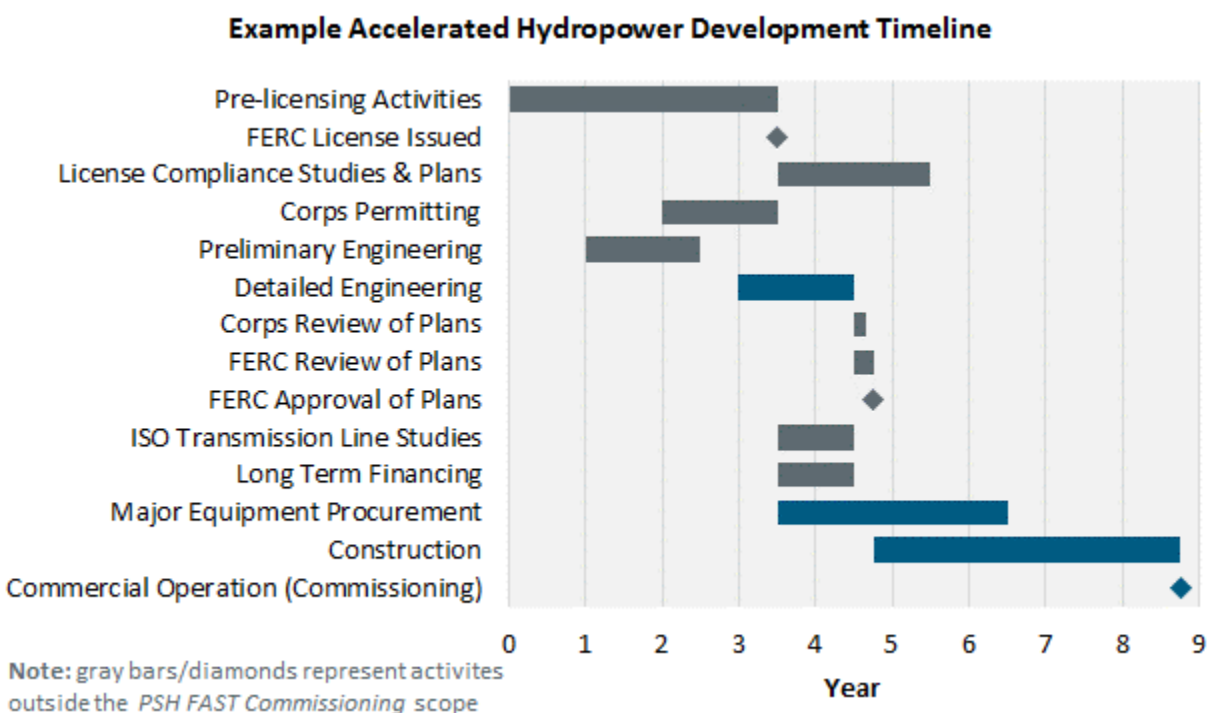 Example Accelerated Hydropower Development Timeline
Pre-licensing Activities
FERC License Issued
License Compliance Studies & Plans
Corps Permitting
Preliminary Engineering
Detailed Engineering
Corps Review of Plans
FERC Review of Plans
FERC Approval of Plans
ISO Transmission Line Studies
Long Term Financing
Major Equipment Procurement
Construction
Commercial Operation (Commissioning)
0 1 2 3 4 5 6 7 8 9
Year
Note: gray bars/diamonds represent activites
outside the PSH FAST Commissioning scope